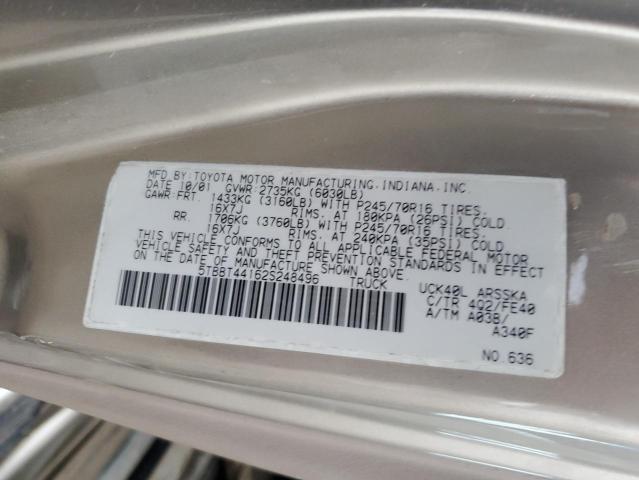 MFD.BY:TOYOTA MOTOR MANUFACTURING.INDIANA.INC.
DATE 10/01 GVWR:2735KG (6030LB)
GAWR:FRT. 1433KG (3160LB) WITH P245/70R16 TIRES,
16X7J RIMS, AT 180KPA (26PSI) COLD
RR. 1706KG (3760LB) WITH P245/70R16 TIRES,
16X7J RIMS, AT 240KPA (35PSI) COLD
THIS VEHICLE CONFORMS TO ALL APPLICABLE FEDERAL MOTOR
VEHICLE SAFETY AND THEFT PREVENTION STANDARDS IN EFFECT
ON THE DATE OF MANUFACTURE SHOWN ABOVE.
5TBBT44162S248496 TRUCK
UCK40L ARSSKA
C/TR 4Q2/FE40
A/TM A03B/
A340F
NO.636